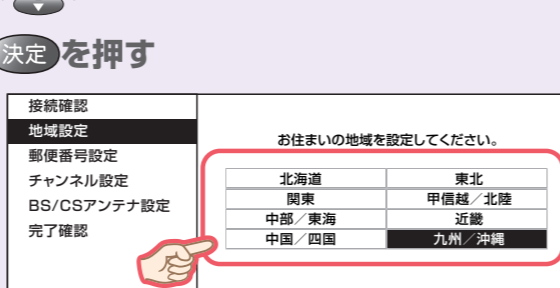 決定を押す
接続確認
地域設定
郵便番号設定
チャンネル設定
BS/CSアンテナ設定
完了確認
お住まいの地域を設定してください。
北海道 東北
関東 甲信越/北陸
中部/東海 近畿
中国/四国 九州/沖縄